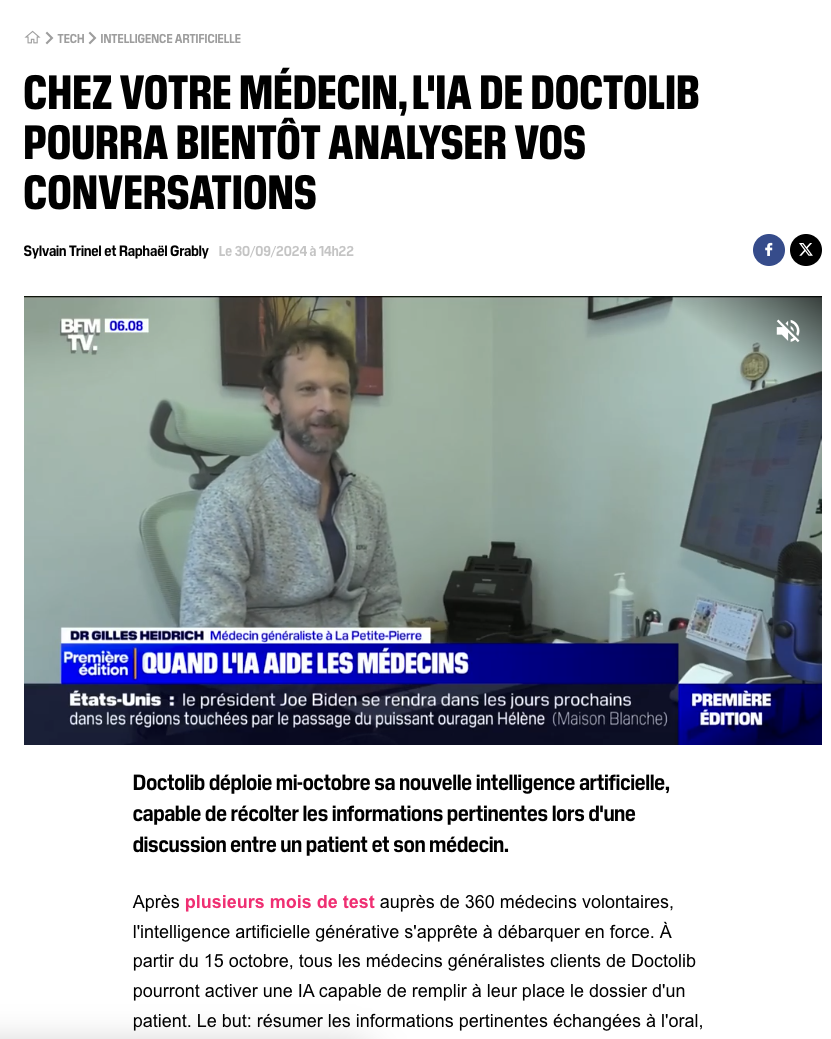 TECH INTELLIGENCE ARTIFICIELLE
CHEZ VOTRE MÉDECIN, L'IA DE DOCTOLIB
POURRA BIENTÔT ANALYSER VOS
CONVERSATIONS
Sylvain Trinel et Raphaël Grably Le 30/09/2024 à 14h22
BFM 06.08
TV.
DR GILLES HEIDRICH Médecin généraliste à La Petite-Pierre
Première
édition
QUAND L'IA AIDE LES MÉDECINS
États-Unis : le président Joe Biden se rendra dans les jours prochains
dans les régions touchées par le passage du puissant ouragan Hélène (Maison Blanche)
PREMIÈRE
ÉDITION
Doctolib déploie mi-octobre sa nouvelle intelligence artificielle,
capable de récolter les informations pertinentes lors d'une
discussion entre un patient et son médecin.
Après plusieurs mois de test auprès de 360 médecins volontaires,
l'intelligence artificielle générative s'apprête à débarquer en force. À
partir du 15 octobre, tous les médecins généralistes clients de Doctolib
pourront activer une IA capable de remplir à leur place le dossier d'un
patient. Le but: résumer les informations pertinentes échangées à l'oral,